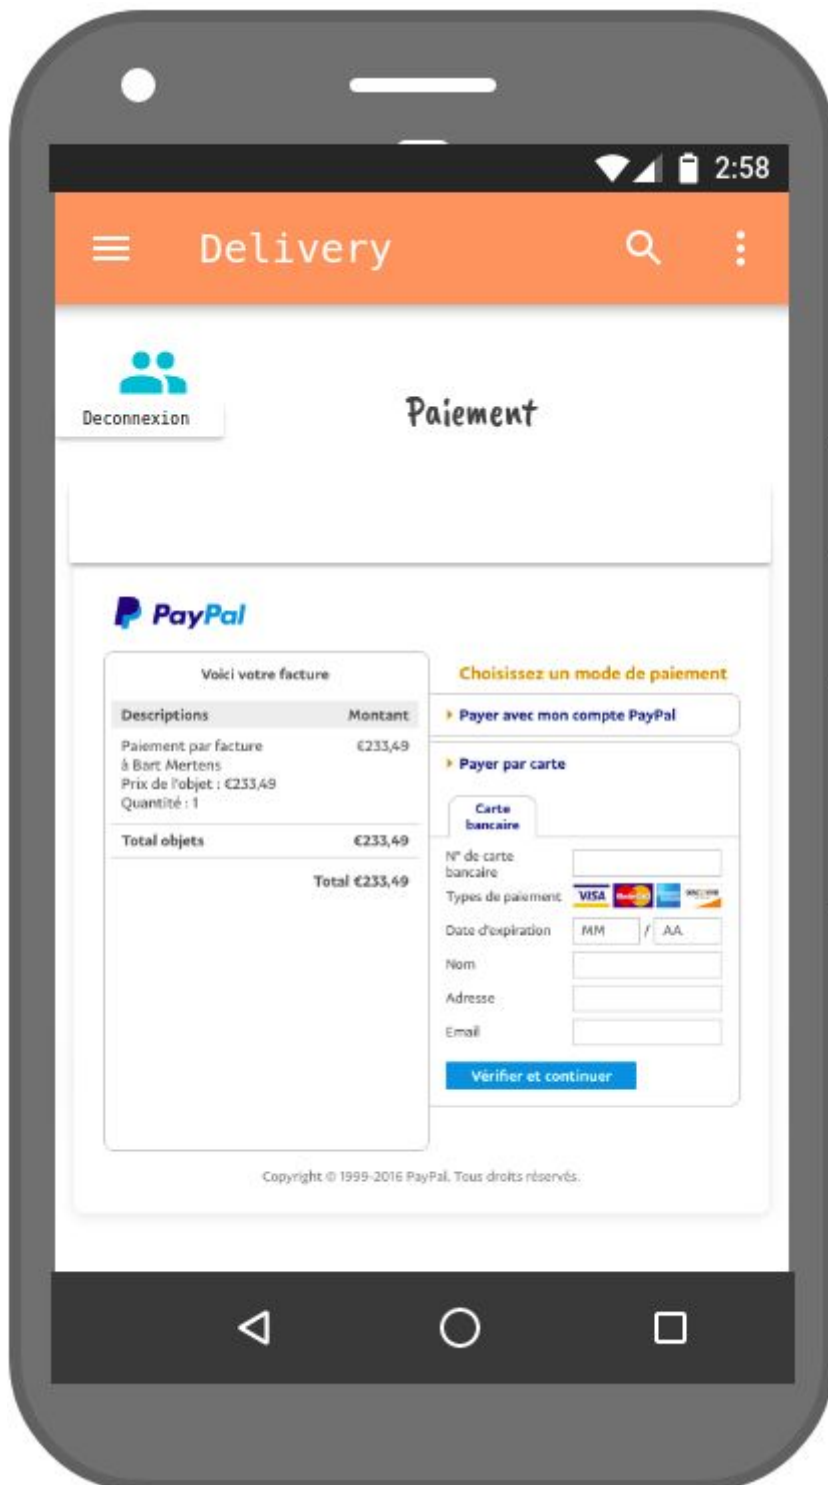 2:58
Delivery
Deconnexion
Paiement
PayPal
Voici votre facture
Descriptions Montant
Paiement par facture €233,49
à Bart Mertens
Prix de l'objet : €233,49
Quantité : 1
Total objets €233,49
Total €233,49
Choisissez un mode de paiement
Payer avec mon compte PayPal
Payer par carte
Carte
bancaire
N° de carte
bancaire
Types de paiement VISA MasterCard
Date d'expiration MM / AA
Nom
Adresse
Email
Vérifier et continuer
Copyright © 1999-2016 PayPal. Tous droits réservés.